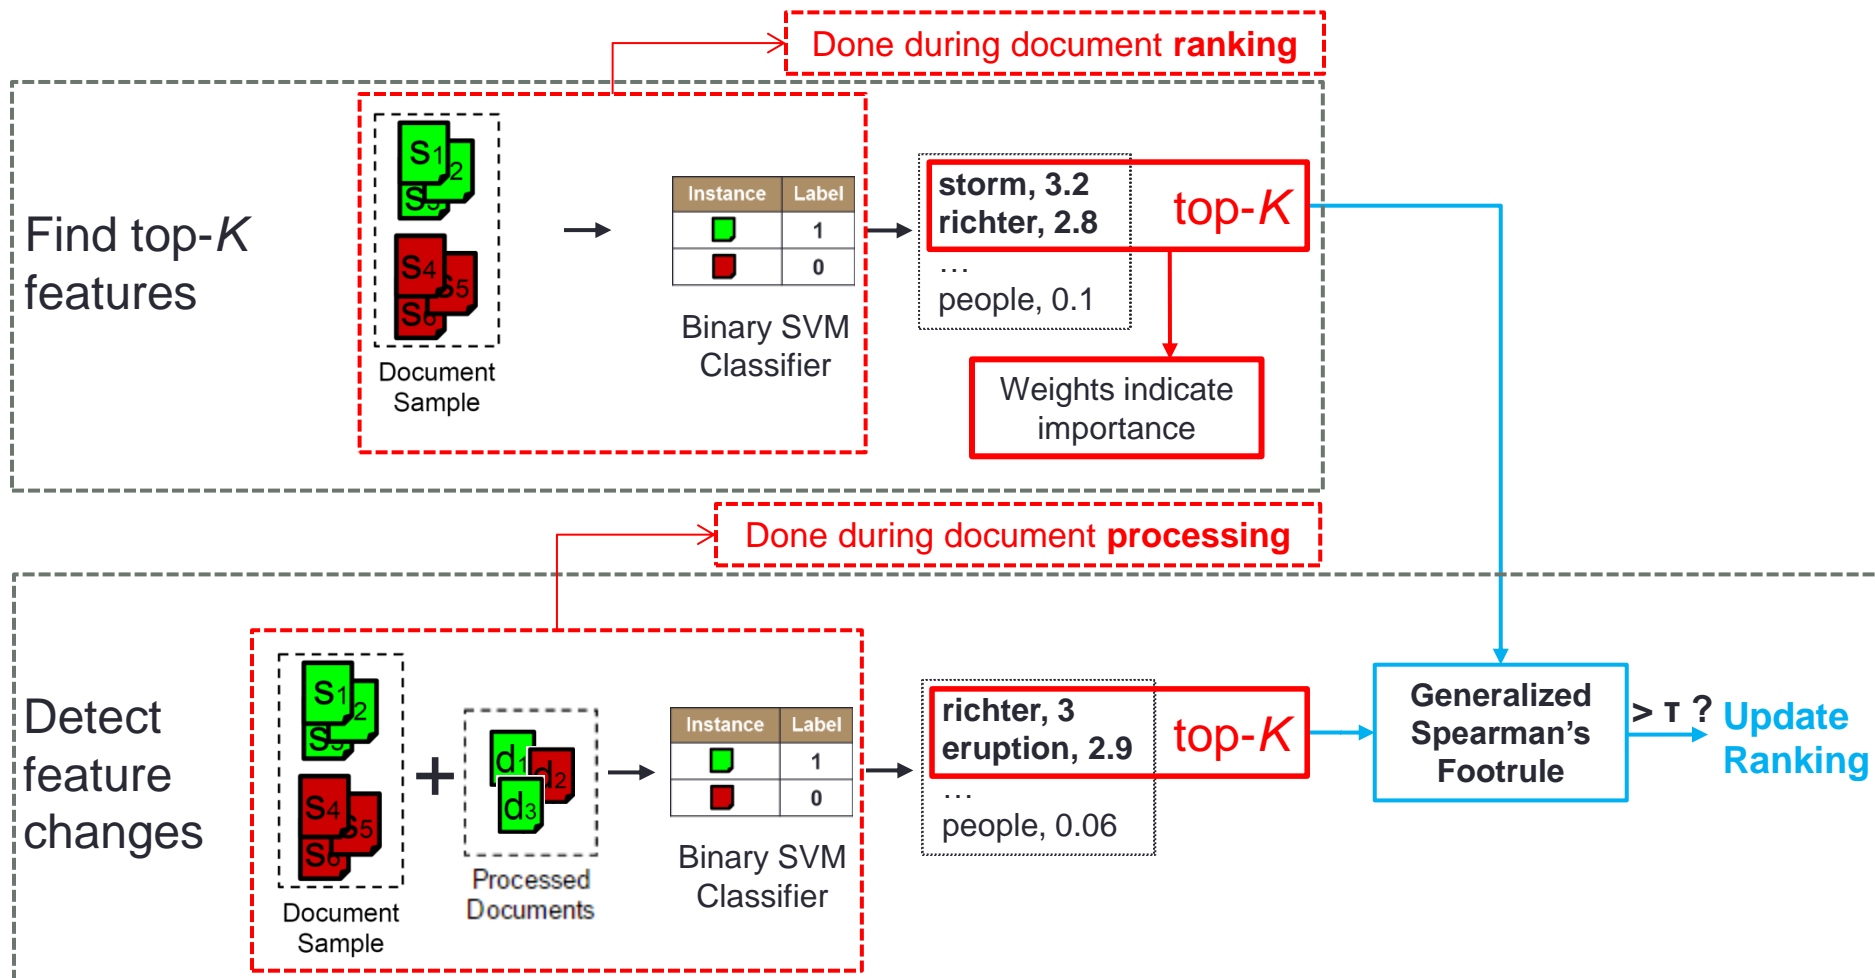 Done during document ranking
Find top-K
features
S1
2
S3
S4
S5
S6
Document
Sample
Instance Label
1
0
Binary SVM
Classifier
storm, 3.2
richter, 2.8
...
people, 0.1
top-K
Weights indicate
importance
Done during document processing
Detect
feature
changes
S1
2
S3
S4
S5
S6
Document
Sample
+
d1
d2
d3
Processed
Documents
Instance Label
1
0
Binary SVM
Classifier
richter, 3
eruption, 2.9
...
people, 0.06
top-K
Generalized
Spearman’s
Footrule
> τ ?
Update
Ranking